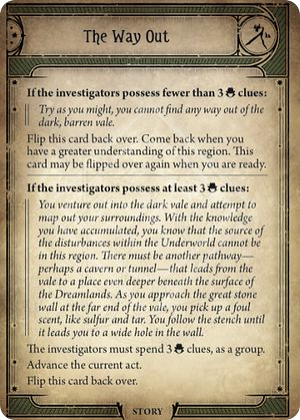 The Way Out
If the investigators possess fewer than 3 clues:
Try as you might, you cannot find any way out of the
dark, barren vale.
Flip this card back over. Come back when you
have a greater understanding of this region. This
card may be flipped over again when you are ready.
If the investigators possess at least 3 clues:
You venture out into the dark vale and attempt to
map out your surroundings. With the knowledge
you have accumulated, you know that the source of
the disturbances within the Underworld cannot be
in this region. There must be another pathway—
perhaps a cavern or tunnel—that leads from the
vale to a place even deeper beneath the surface of
the Dreamlands. As you approach the great stone
wall at the far end of the vale, you pick up a foul
scent, like sulfur and tar. You follow the stench until
it leads you to a wide hole in the wall.
The investigators must spend 3 clues, as a group.
Advance the current act.
Flip this card back over.
STORY